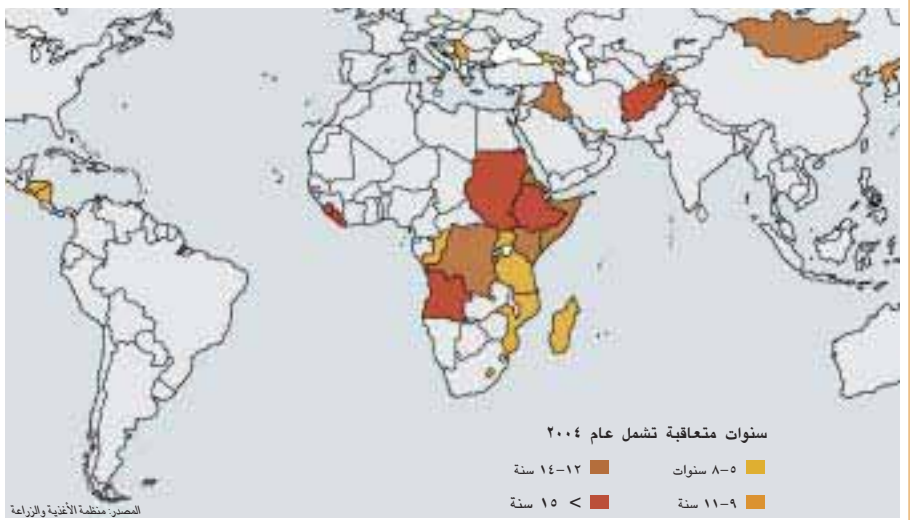 سنوات متعاقبة تشمل عام ٢٠٠٤
٥–٨ سنوات
١٢–١٤ سنة
٩–١١ سنة
> ١٥ سنة
المصدر: منظمة الأغذية والزراعة